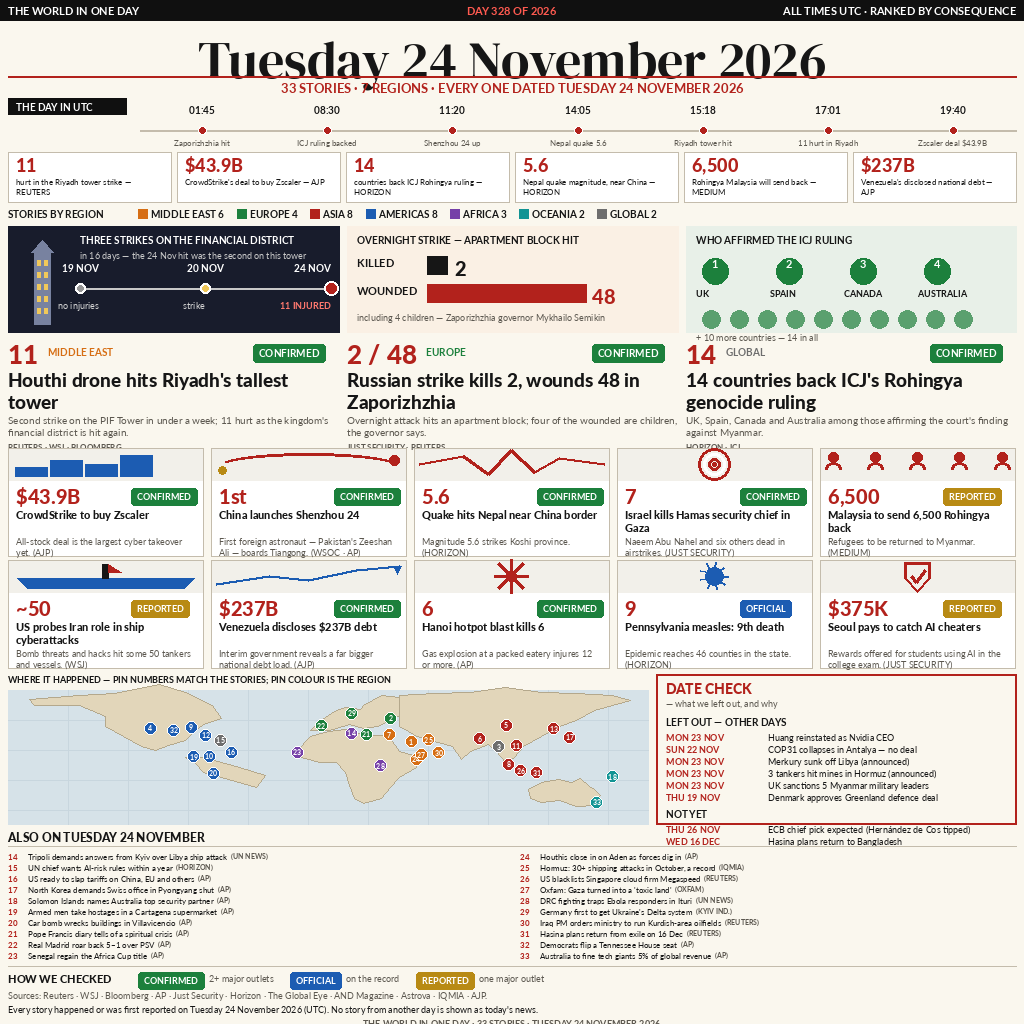 THE WORLD IN ONE DAY
DAY 328 OF 2026
ALL TIMES UTC · RANKED BY CONSEQUENCE
Tuesday 24 November 2026
33 STORIES · 7 REGIONS · EVERY ONE DATED TUESDAY 24 NOVEMBER 2026
THE DAY IN UTC
01:45 08:30 11:20 14:05 15:18 17:01 19:40
Zaporizhzhia hit ICJ ruling backed Shenzhou 24 up Nepal quake 5.6 Riyadh tower hit 11 hurt in Riyadh Zscaler deal $43.9B
11
hurt in the Riyadh tower strike —
REUTERS
$43.9B
CrowdStrike's deal to buy Zscaler — AJP
14
countries back ICJ Rohingya ruling —
HORIZON
5.6
Nepal quake magnitude, near China —
HORIZON
6,500
Rohingya Malaysia will send back —
MEDIUM
$237B
Venezuela's disclosed national debt —
AJP
STORIES BY REGION
MIDDLE EAST 6 EUROPE 4 ASIA 8 AMERICAS 8 AFRICA 3 OCEANIA 2 GLOBAL 2
THREE STRIKES ON THE FINANCIAL DISTRICT
in 16 days — the 24 Nov hit was the second on this tower
19 NOV 20 NOV 24 NOV
no injuries strike 11 INJURED
OVERNIGHT STRIKE — APARTMENT BLOCK HIT
KILLED 2
WOUNDED 48
including 4 children — Zaporizhzhia governor Mykhailo Semikin
WHO AFFIRMED THE ICJ RULING
1 2 3 4
UK SPAIN CANADA AUSTRALIA
+ 10 more countries — 14 in all
11 MIDDLE EAST CONFIRMED
Houthi drone hits Riyadh's tallest
tower
Second strike on the PIF Tower in under a week; 11 hurt as the kingdom's
financial district is hit again.
REUTERS · WSJ · BLOOMBERG
2 / 48 EUROPE CONFIRMED
Russian strike kills 2, wounds 48 in
Zaporizhzhia
Overnight attack hits an apartment block; four of the wounded are children,
the governor says.
JUST SECURITY · REUTERS
14 GLOBAL CONFIRMED
14 countries back ICJ's Rohingya
genocide ruling
UK, Spain, Canada and Australia among those affirming the court's finding
against Myanmar.
HORIZON · ICJ
$43.9B CONFIRMED
CrowdStrike to buy Zscaler
All-stock deal is the largest cyber takeover
yet. (AJP)
1st CONFIRMED
China launches Shenzhou 24
First foreign astronaut — Pakistan's Zeeshan
Ali — boards Tiangong. (WSOC · AP)
5.6 CONFIRMED
Quake hits Nepal near China border
Magnitude 5.6 strikes Koshi province.
(HORIZON)
7 CONFIRMED
Israel kills Hamas security chief in
Gaza
Naeem Abu Nahel and six others dead in
airstrikes. (JUST SECURITY)
6,500 REPORTED
Malaysia to send 6,500 Rohingya
back
Refugees to be returned to Myanmar.
(MEDIUM)
~50 REPORTED
US probes Iran role in ship
cyberattacks
Bomb threats and hacks hit some 50 tankers
and vessels. (WSJ)
$237B CONFIRMED
Venezuela discloses $237B debt
Interim government reveals a far bigger
national debt load. (AJP)
6 CONFIRMED
Hanoi hotpot blast kills 6
Gas explosion at a packed eatery injures 12
or more. (AP)
9 OFFICIAL
Pennsylvania measles: 9th death
Epidemic reaches 46 counties in the state.
(HORIZON)
$375K REPORTED
Seoul pays to catch AI cheaters
Rewards offered for students using AI in the
college exam. (JUST SECURITY)
WHERE IT HAPPENED — PIN NUMBERS MATCH THE STORIES; PIN COLOUR IS THE REGION
4 32 9 12 15 19 10 16 20 22 29 2 14 21 7 1 25 27 30 23 28 5 6 3 11 13 17 8 26 31 18 33
DATE CHECK
— what we left out, and why
LEFT OUT — OTHER DAYS
MON 23 NOV Huang reinstated as Nvidia CEO
SUN 22 NOV COP31 collapses in Antalya — no deal
MON 23 NOV Merkury sunk off Libya (announced)
MON 23 NOV 3 tankers hit mines in Hormuz (announced)
MON 23 NOV UK sanctions 5 Myanmar military leaders
THU 19 NOV Denmark approves Greenland defence deal
NOT YET
THU 26 NOV ECB chief pick expected (Hernández de Cos tipped)
WED 16 DEC Hasina plans return to Bangladesh
ALSO ON TUESDAY 24 NOVEMBER
14 Tripoli demands answers from Kyiv over Libya ship attack (UN NEWS)
15 UN chief wants AI-risk rules within a year (HORIZON)
16 US ready to slap tariffs on China, EU and others (AP)
17 North Korea demands Swiss office in Pyongyang shut (AP)
18 Solomon Islands names Australia top security partner (AP)
19 Armed men take hostages in a Cartagena supermarket (AP)
20 Car bomb wrecks buildings in Villavicencio (AP)
21 Pope Francis diary tells of a spiritual crisis (AP)
22 Real Madrid roar back 5–1 over PSV (AP)
23 Senegal regain the Africa Cup title (AP)
24 Houthis close in on Aden as forces dig in (AP)
25 Hormuz: 30+ shipping attacks in October, a record (IQMIA)
26 US blacklists Singapore cloud firm Megaspeed (REUTERS)
27 Oxfam: Gaza turned into a 'toxic land' (OXFAM)
28 DRC fighting traps Ebola responders in Ituri (UN NEWS)
29 Germany first to get Ukraine's Delta system (KYIV IND.)
30 Iraq PM orders ministry to run Kurdish-area oilfields (REUTERS)
31 Hasina plans return from exile on 16 Dec (REUTERS)
32 Democrats flip a Tennessee House seat (AP)
33 Australia to fine tech giants 5% of global revenue (AP)
HOW WE CHECKED
CONFIRMED 2+ major outlets OFFICIAL on the record REPORTED one major outlet
Sources: Reuters · WSJ · Bloomberg · AP · Just Security · Horizon · The Global Eye · AND Magazine · Astrova · IQMIA · AJP.
Every story happened or was first reported on Tuesday 24 November 2026 (UTC). No story from another day is shown as today's news.
THE WORLD IN ONE DAY · 33 STORIES · TUESDAY 24 NOVEMBER 2026